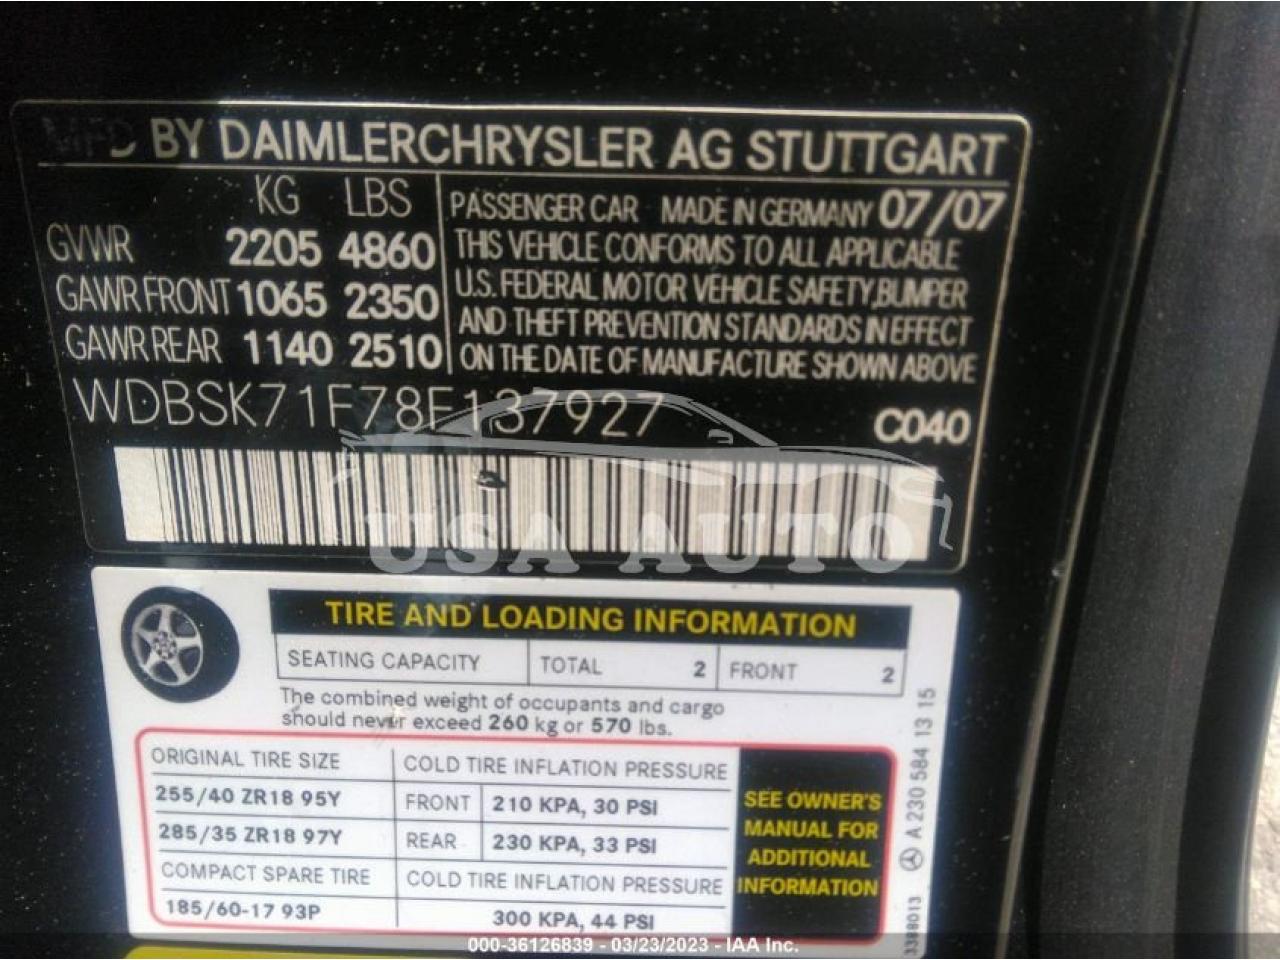 MFD BY DAIMLERCHRYSLER AG STUTTGART
KG LBS
GVWR 2205 4860
GAWR FRONT 1065 2350
GAWR REAR 1140 2510
PASSENGER CAR MADE IN GERMANY 07/07
THIS VEHICLE CONFORMS TO ALL APPLICABLE
U.S. FEDERAL MOTOR VEHICLE SAFETY, BUMPER
AND THEFT PREVENTION STANDARDS IN EFFECT
ON THE DATE OF MANUFACTURE SHOWN ABOVE
WDBSK71F78F137927 C040
USA AUTO
TIRE AND LOADING INFORMATION
SEATING CAPACITY TOTAL 2 FRONT 2
The combined weight of occupants and cargo
should never exceed 260 kg or 570 lbs.
ORIGINAL TIRE SIZE COLD TIRE INFLATION PRESSURE
255/40 ZR18 95Y FRONT 210 KPA, 30 PSI
285/35 ZR18 97Y REAR 230 KPA, 33 PSI
COMPACT SPARE TIRE COLD TIRE INFLATION PRESSURE
185/60-17 93P 300 KPA, 44 PSI
SEE OWNER'S
MANUAL FOR
ADDITIONAL
INFORMATION
3388013 A 230 584 13 15
000-36126839 - 03/23/2023 - IAA Inc.